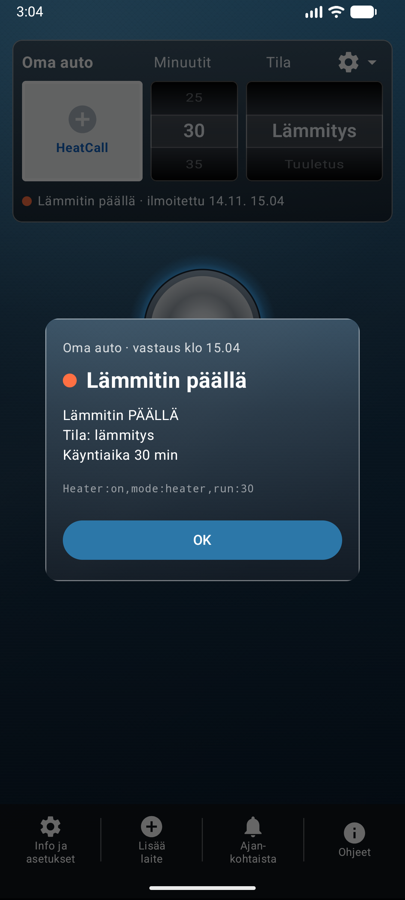 3:04
Oma auto
Minuutit
Tila
25
30
35
Lämmitys
Tuuletus
HeatCall
Lämmitin päällä · ilmoitettu 14.11. 15.04
Oma auto · vastaus klo 15.04
Lämmitin päällä
Lämmitin PÄÄLLÄ
Tila: lämmitys
Käyntiaika 30 min
Heater:on,mode:heater,run:30
OK
Info ja
asetukset
Lisää
laite
Ajan-
kohtaista
Ohjeet